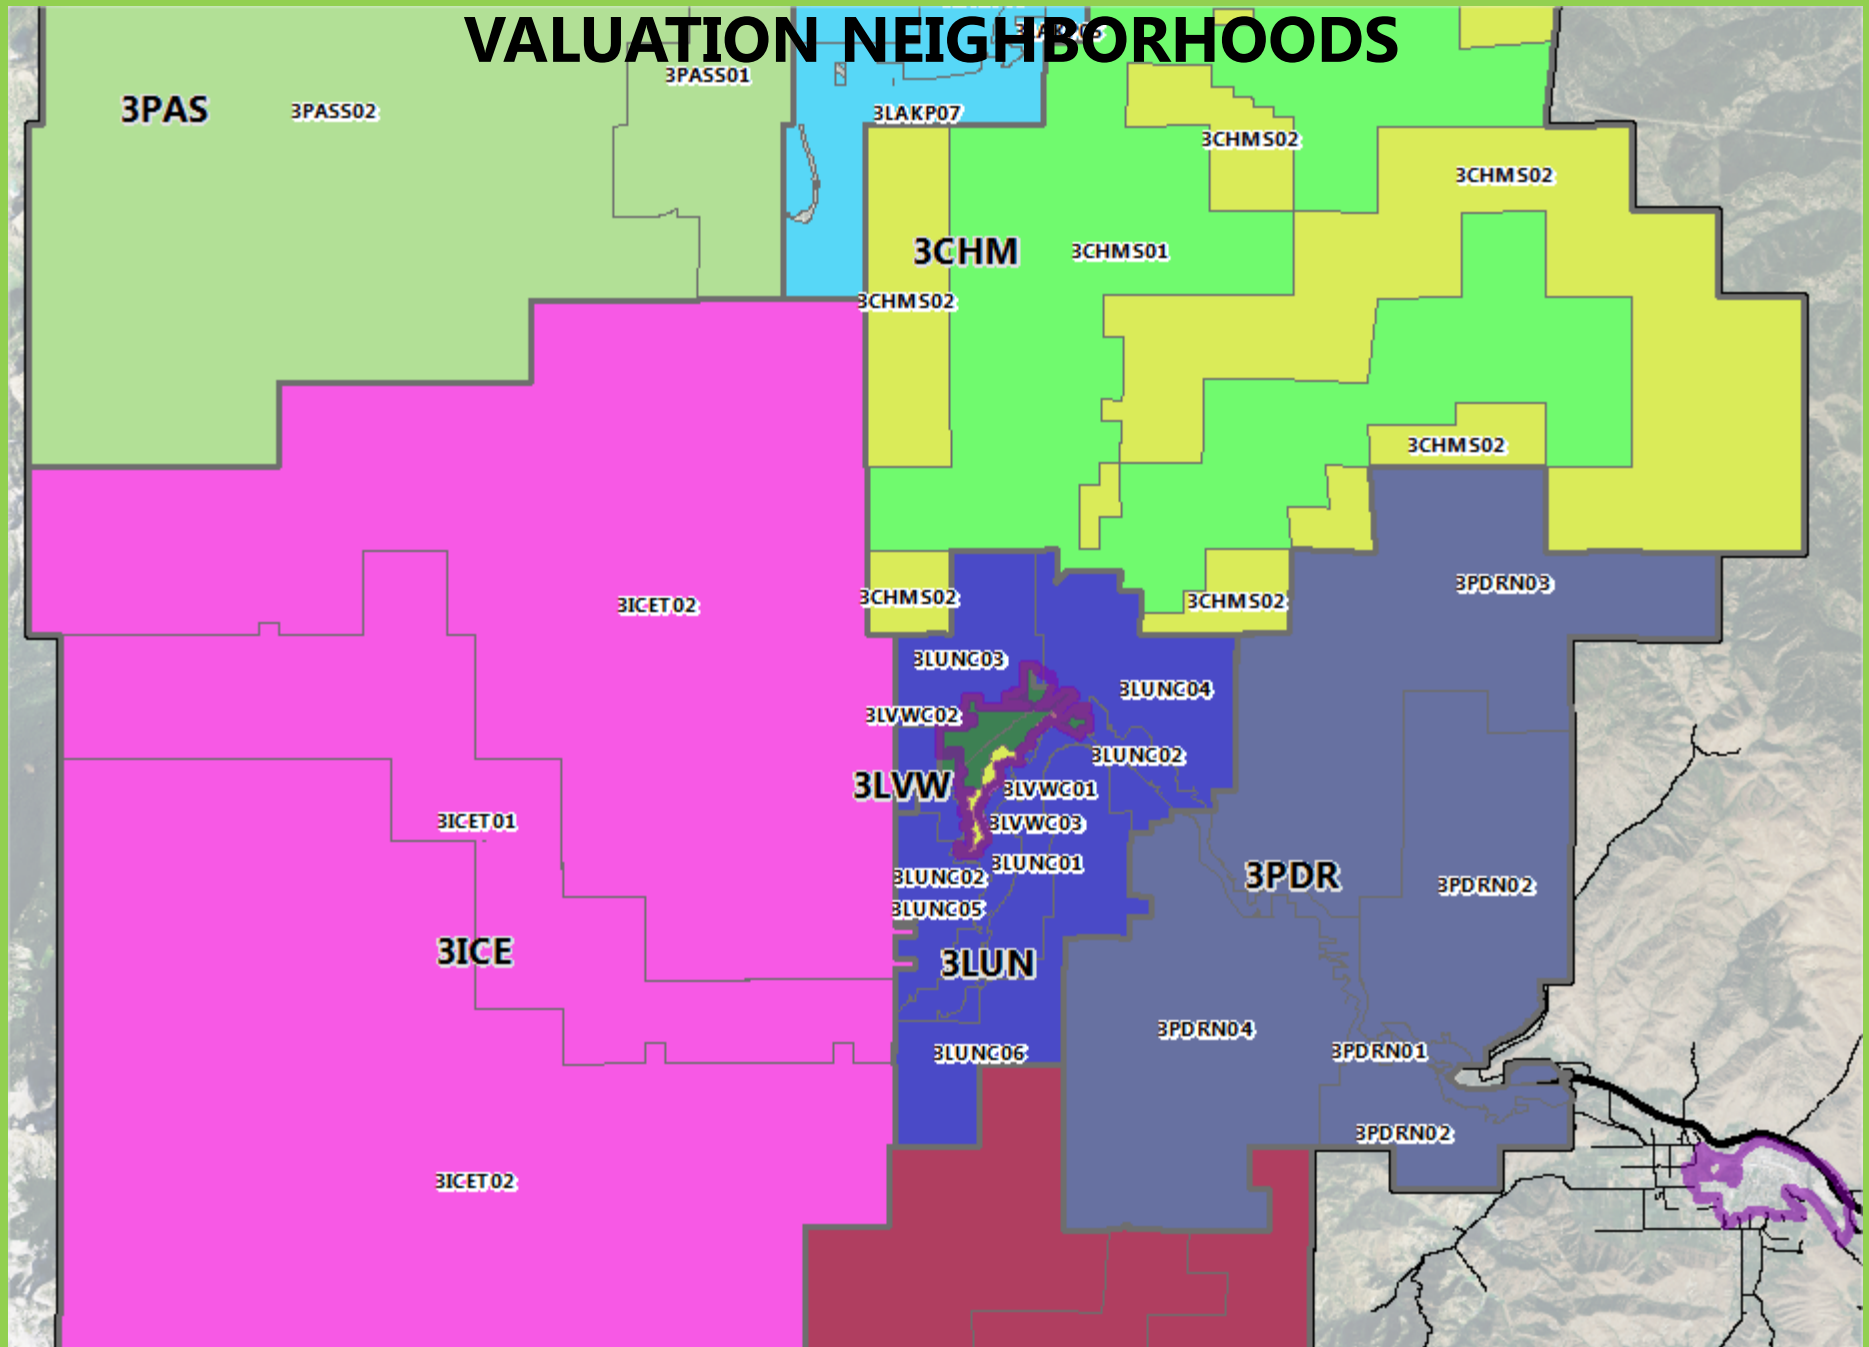 VALUATION NEIGHBORHOODS
3PASS01
3PAS
3PASS02
3LAKP07
3CHMS02
3CHMS02
3CHM
3CHMS01
3CHMS02
3CHMS02
3PDRN03
3CHMS02
3CHMS02
3ICET02
3LUNC03
3LUNC04
3LVWC02
3LUNC02
3LVW
3LVWC01
3ICET01
3LVWC03
3LUNC01
3LUNC02
3PDR
3PDRN02
3LUNC05
3ICE
3LUN
3PDRN04
3LUNC06
3PDRN01
3PDRN02
3ICET02